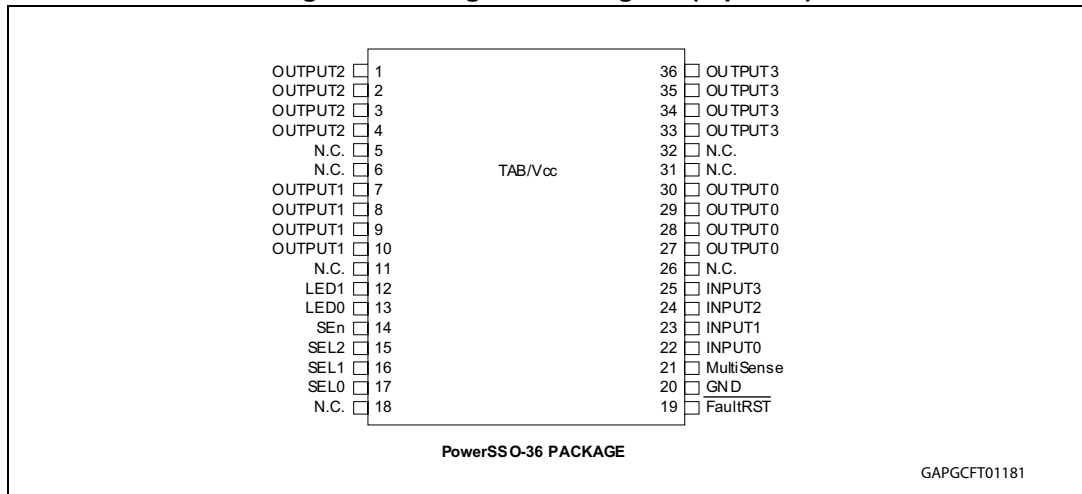 OUTPUT2 1
OUTPUT2 2
OUTPUT2 3
OUTPUT2 4
N.C. 5
N.C. 6
OUTPUT1 7
OUTPUT1 8
OUTPUT1 9
OUTPUT1 10
N.C. 11
LED1 12
LED0 13
SEn 14
SEL2 15
SEL1 16
SEL0 17
N.C. 18
TAB/Vcc
36 OUTPUT3
35 OUTPUT3
34 OUTPUT3
33 OUTPUT3
32 N.C.
31 N.C.
30 OUTPUT0
29 OUTPUT0
28 OUTPUT0
27 OUTPUT0
26 N.C.
25 INPUT3
24 INPUT2
23 INPUT1
22 INPUT0
21 MultiSense
20 GND
19 FaultRST
PowerSSO-36 PACKAGE
GAPGCFT01181